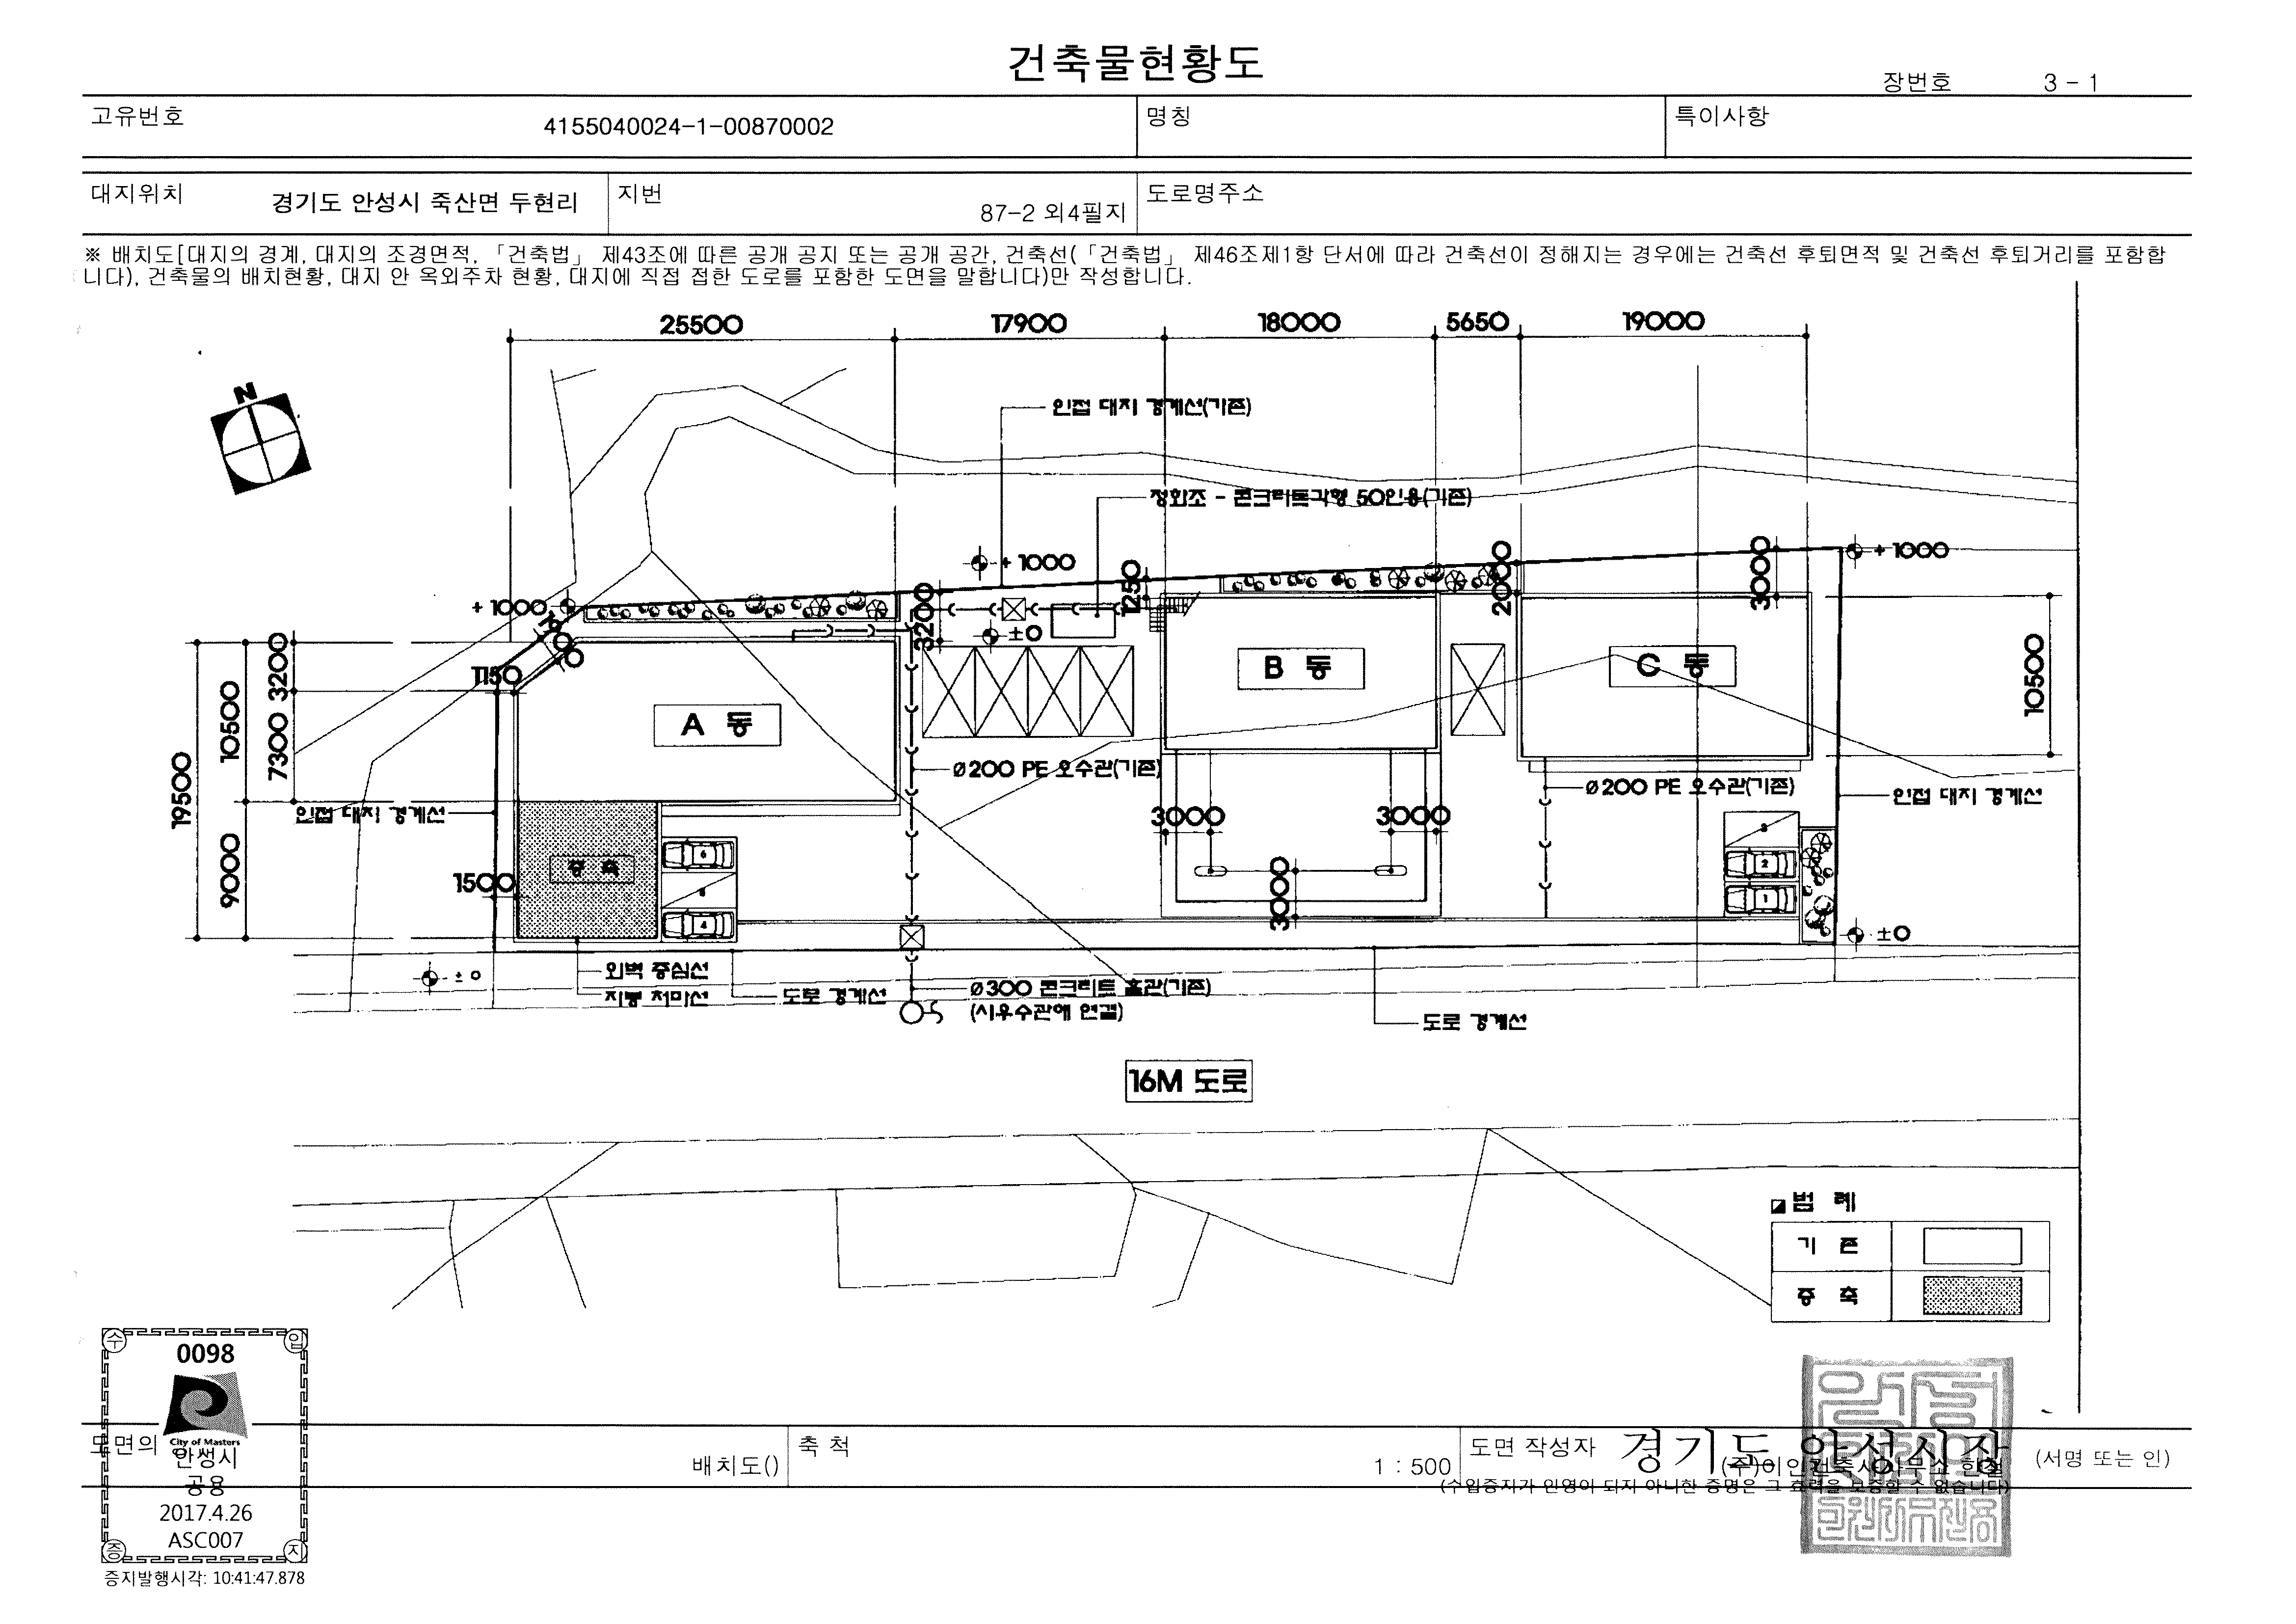 건축물현황도
장번호 3 - 1
고유번호 4155040024-1-00870002 명칭 특이사항
대지위치 경기도 안성시 죽산면 두현리 지번 87-2 외4필지 도로명주소
※ 배치도[대지의 경계, 대지의 조경면적, 「건축법」 제43조에 따른 공개 공지 또는 공개 공간, 건축선(「건축법」 제46조제1항 단서에 따라 건축선이 정해지는 경우에는 건축선 후퇴면적 및 건축선 후퇴거리를 포함합
니다), 건축물의 배치현황, 대지 안 옥외주차 현황, 대지에 직접 접한 도로를 포함한 도면을 말합니다)만 작성합니다.
25500 17900 18000 5650 19000
N
인접 대지 경계선(기존)
정화조 - 콘크리트각형 50인용(기존)
+ 1000
+ 1000
+ 1000
1250
2000
3000
3200
±0
1150
3200
7300
10500
19500
9000
10500
A 동
B 동
C 동
Ø200 PE 오수관(기존)
Ø200 PE 오수관(기존)
인접 대지 경계선
인접 대지 경계선
3000 3000
3000
증 축
1500
6
5
4
3
2
1
±0
±0
외벽 중심선
지붕 처마선
도로 경계선
Ø300 콘크리트 흄관(기존)
(시우수관에 연결)
도로 경계선
16M 도로
범 례
기 존
증 축
수 입
0098
City of Masters
안성시
공용
2017.4.26
ASC007
증 지
증지발행시각: 10:41:47.878
도면의
배치도()
축 척 1 : 500
도면 작성자
경기도 안성시장
(서명 또는 인)
(수입증지가 인영이 되지 아니한 증명은 그 효력을 보증할 수 없습니다)